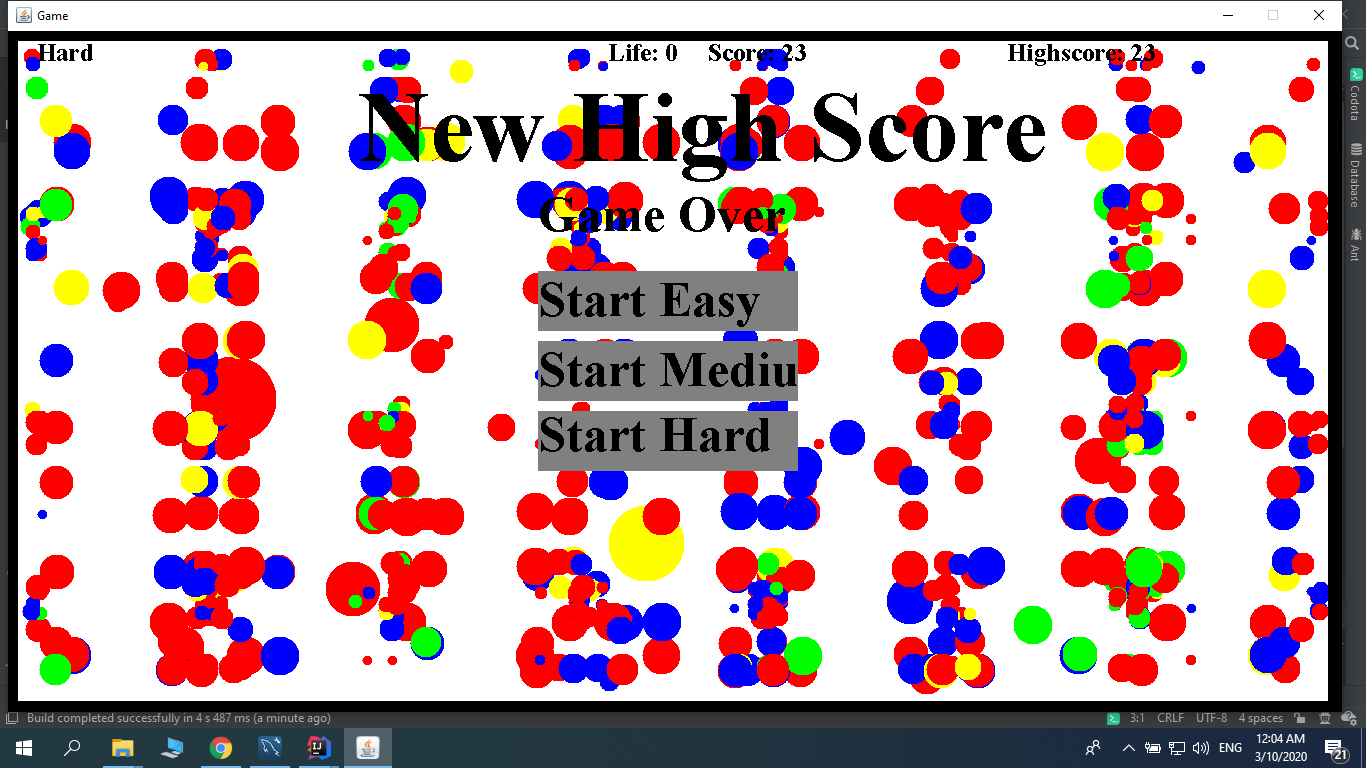 Game
Hard Life: 0 Score: 23 Highscore: 23
New High Score
Game Over
Start Easy
Start Mediu
Start Hard
Codota
Database
Ant
Build completed successfully in 4 s 487 ms (a minute ago)
3:1 CRLF UTF-8 4 spaces
ENG
12:04 AM
3/10/2020
21